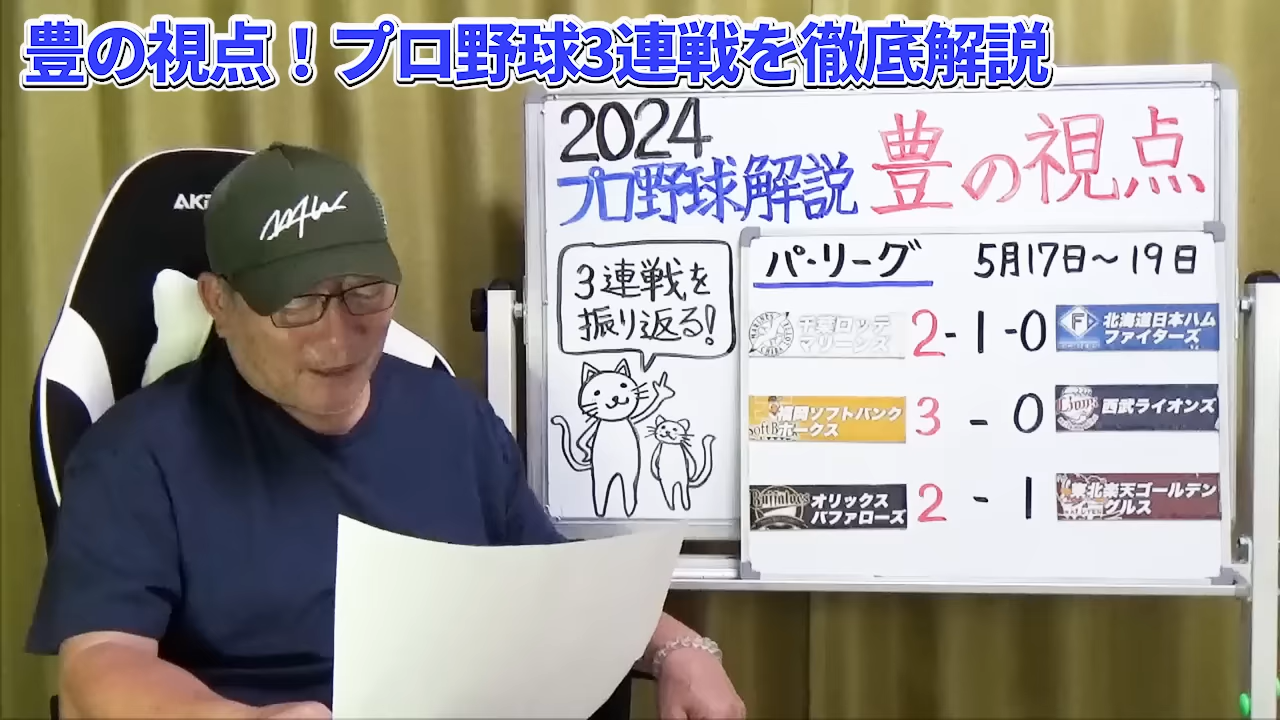 豊の視点！プロ野球3連戦を徹底解説
2024
プロ野球解説 豊の視点
3連戦を
振り返る!
パ・リーグ 5月17日～19日
千葉ロッテ
マリーンズ
2-1-0
北海道日本ハム
ファイターズ
福岡ソフトバンク
ホークス
3-0
Lions
西武ライオンズ
Buffaloes
オリックス
バファローズ
2-1
東北楽天ゴールデン
グルス